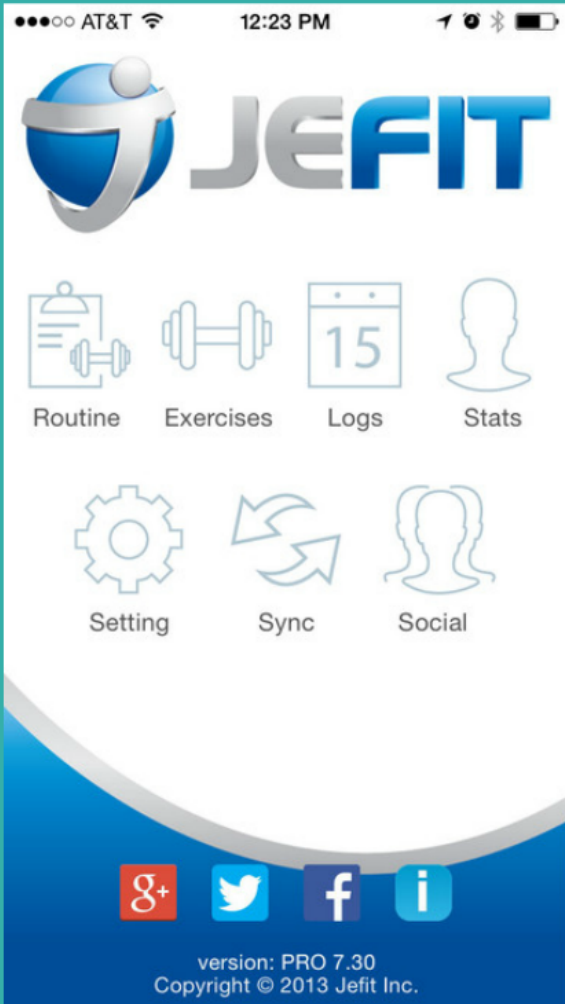 AT&T 12:23 PM
JEFIT
15
Routine Exercises Logs Stats
Setting Sync Social
g+ f i
version: PRO 7.30
Copyright © 2013 Jefit Inc.